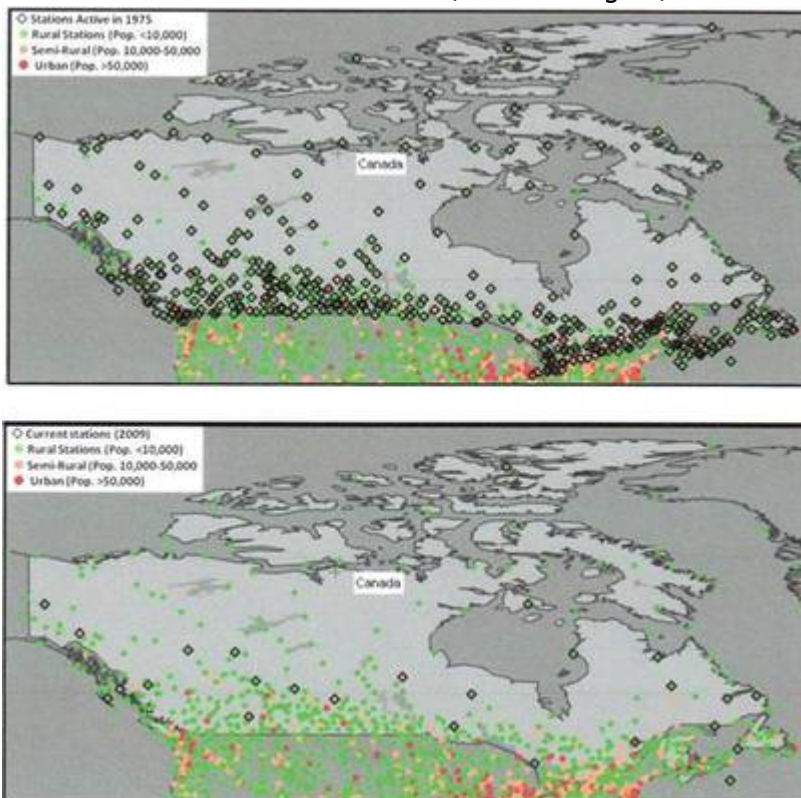 Stations Active in 1975
Rural Stations (Pop. <10,000)
Semi-Rural (Pop. 10,000-50,000
Urban (Pop. >50,000)
Canada
Current stations (2009)
Rural Stations (Pop. <10,000)
Semi-Rural (Pop. 10,000-50,000
Urban (Pop. >50,000)
Canada